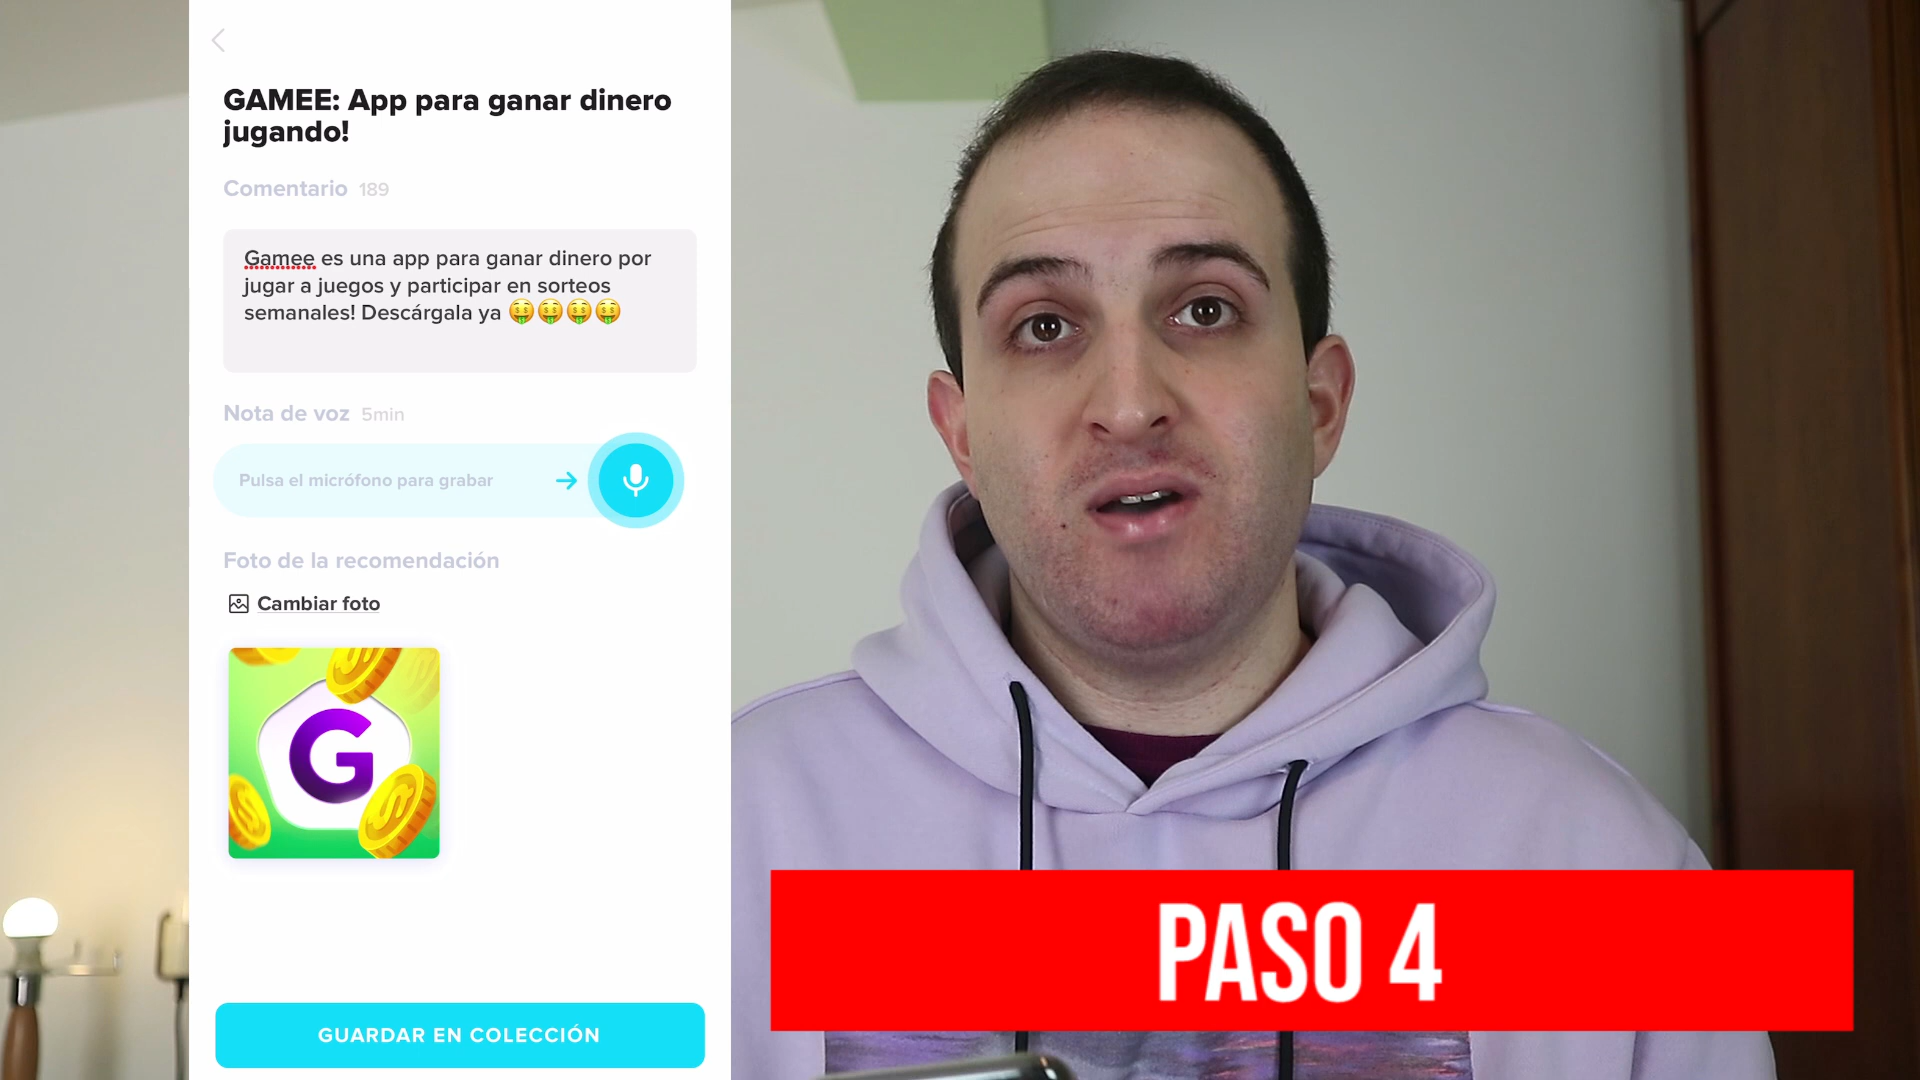 GAMEE: App para ganar dinero
jugando!
Comentario 189
Gamee es una app para ganar dinero por
jugar a juegos y participar en sorteos
semanales! Descárgala ya 🤑🤑🤑🤑
Nota de voz 5min
Pulsa el micrófono para grabar
Foto de la recomendación
Cambiar foto
G
GUARDAR EN COLECCIÓN
PASO 4